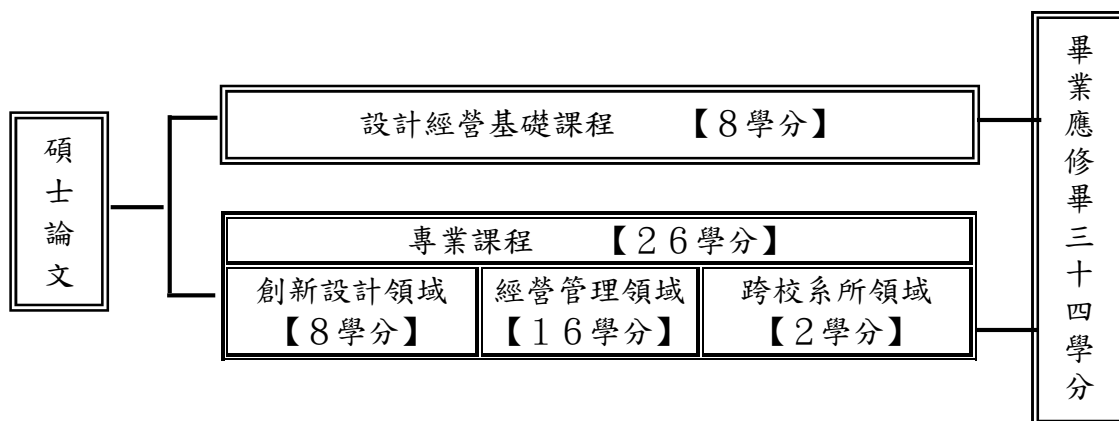 碩士論文
設計經營基礎課程 【８學分】
專業課程 【２６學分】
創新設計領域
【８學分】
經營管理領域
【１６學分】
跨校系所領域
【２學分】
畢業應修畢三十四學分